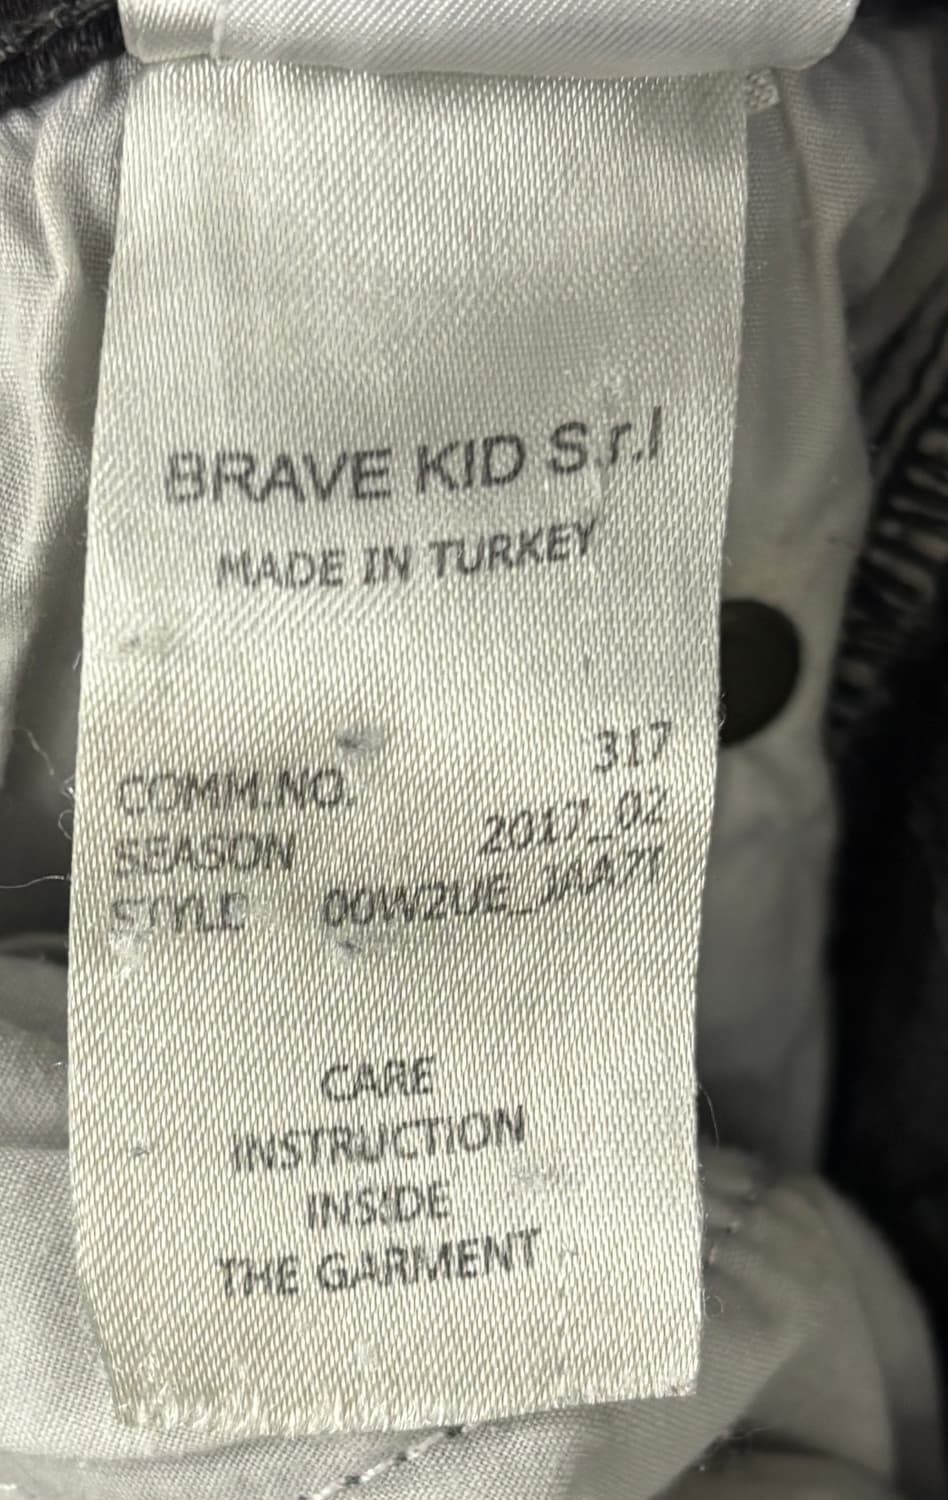 BRAVE KID S.r.l
MADE IN TURKEY
COMM.NO. 317
SEASON 2017_02
STYLE
CARE
INSTRUCTION
INSIDE
THE GARMENT